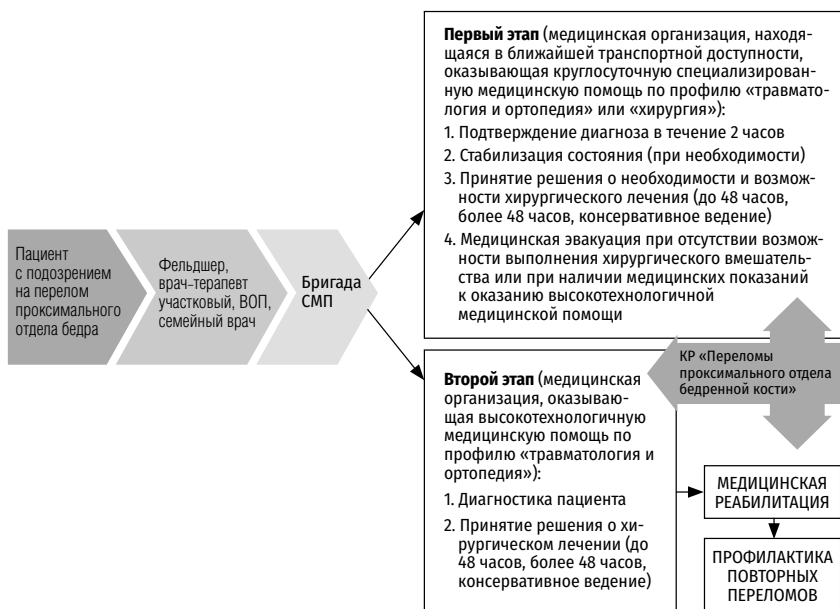 Пациент
с подозрением
на перелом
проксимального
отдела бедра
Фельдшер,
врач-терапевт
участковый, ВОП,
семейный врач
Бригада
СМП
Первый этап (медицинская организация, находя-
щаяся в ближайшей транспортной доступности,
оказывающая круглосуточную специализирован-
ную медицинскую помощь по профилю «травмато-
логия и ортопедия» или «хирургия»):
1. Подтверждение диагноза в течение 2 часов
2. Стабилизация состояния (при необходимости)
3. Принятие решения о необходимости и возмож-
ности хирургического лечения (до 48 часов,
более 48 часов, консервативное ведение)
4. Медицинская эвакуация при отсутствии возмож-
ности выполнения хирургического вмешатель-
ства или при наличии медицинских показаний
к оказанию высокотехнологичной
медицинской помощи
КР «Переломы
проксимального отдела
бедренной кости»
Второй этап (медицинская
организация, оказываю-
щая высокотехнологичную
медицинскую помощь по
профилю «травматология и
ортопедия»):
1. Диагностика пациента
2. Принятие решения о хи-
рургическом лечении (до
48 часов, более 48 часов,
консервативное ведение)
МЕДИЦИНСКАЯ
РЕАБИЛИТАЦИЯ
ПРОФИЛАКТИКА
ПОВТОРНЫХ
ПЕРЕЛОМОВ